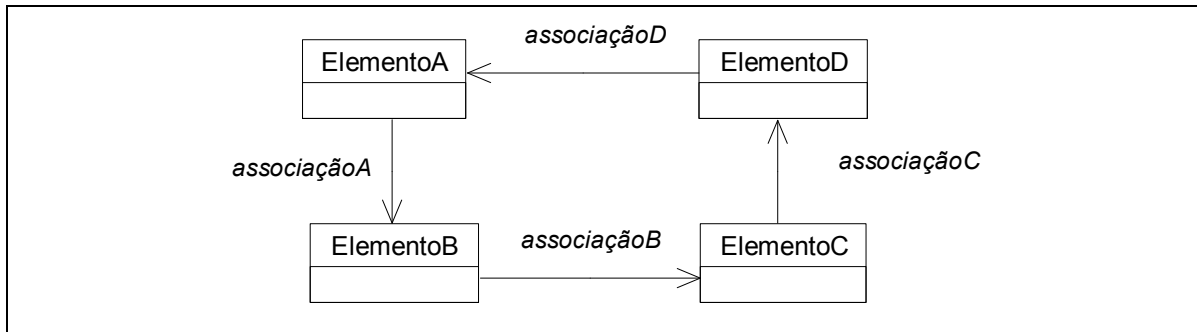 associaçãoD
ElementoA
ElementoD
associaçãoA
associaçãoC
ElementoB
associaçãoB
ElementoC